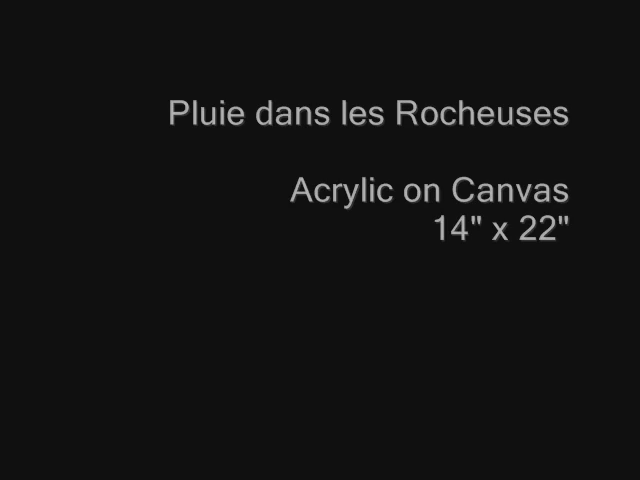 Pluie dans les Rocheuses
Acrylic on Canvas
14" x 22"